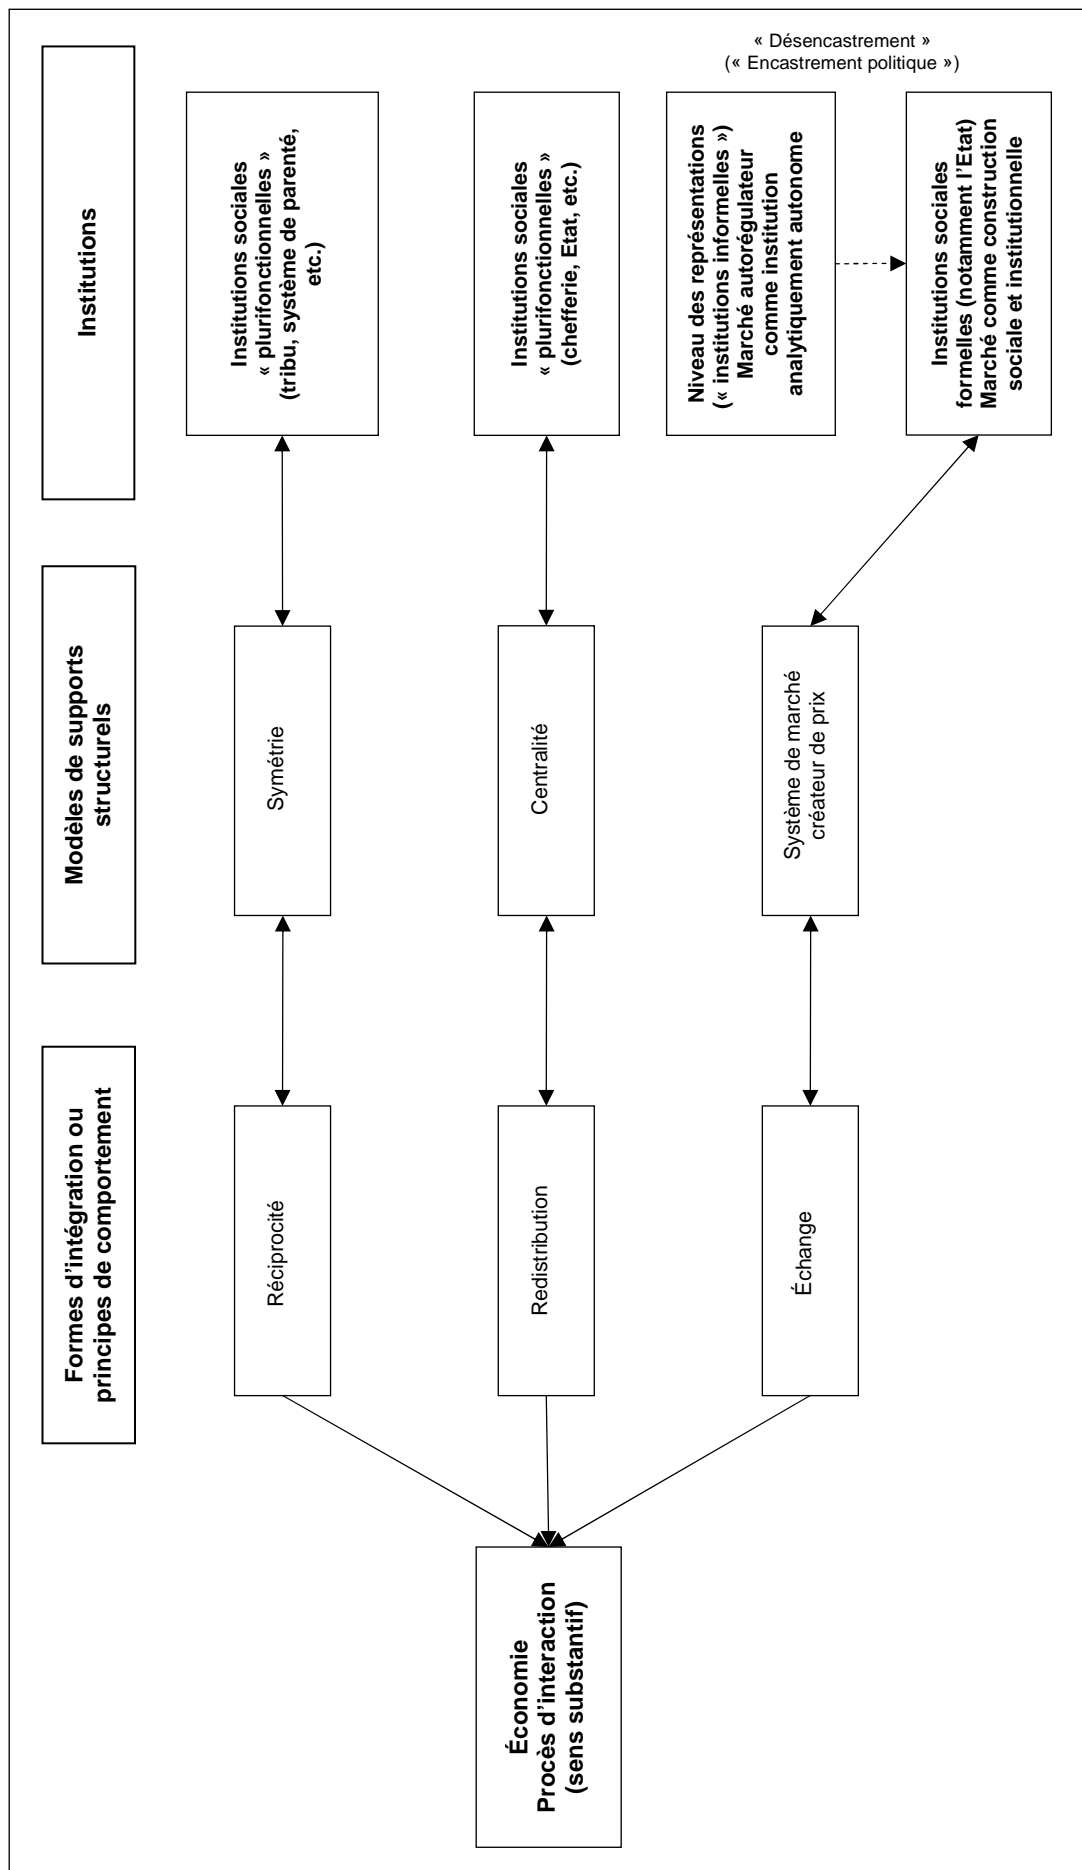 Formes d'intégration ou
principes de comportement
Modèles de supports
structurels
Institutions
Économie
Procès d'interaction
(sens substantif)
Réciprocité
Symétrie
Institutions sociales
« plurifonctionnelles »
(tribu, système de parenté,
etc.)
Redistribution
Centralité
Institutions sociales
« plurifonctionnelles »
(chefferie, Etat, etc.)
Échange
Système de marché
créateur de prix
Niveau des représentations
(« institutions informelles »)
Marché autorégulateur
comme institution
analytiquement autonome
« Désencastrement »
(« Encastrement politique »)
Institutions sociales
formelles (notamment l'Etat)
Marché comme construction
sociale et institutionnelle